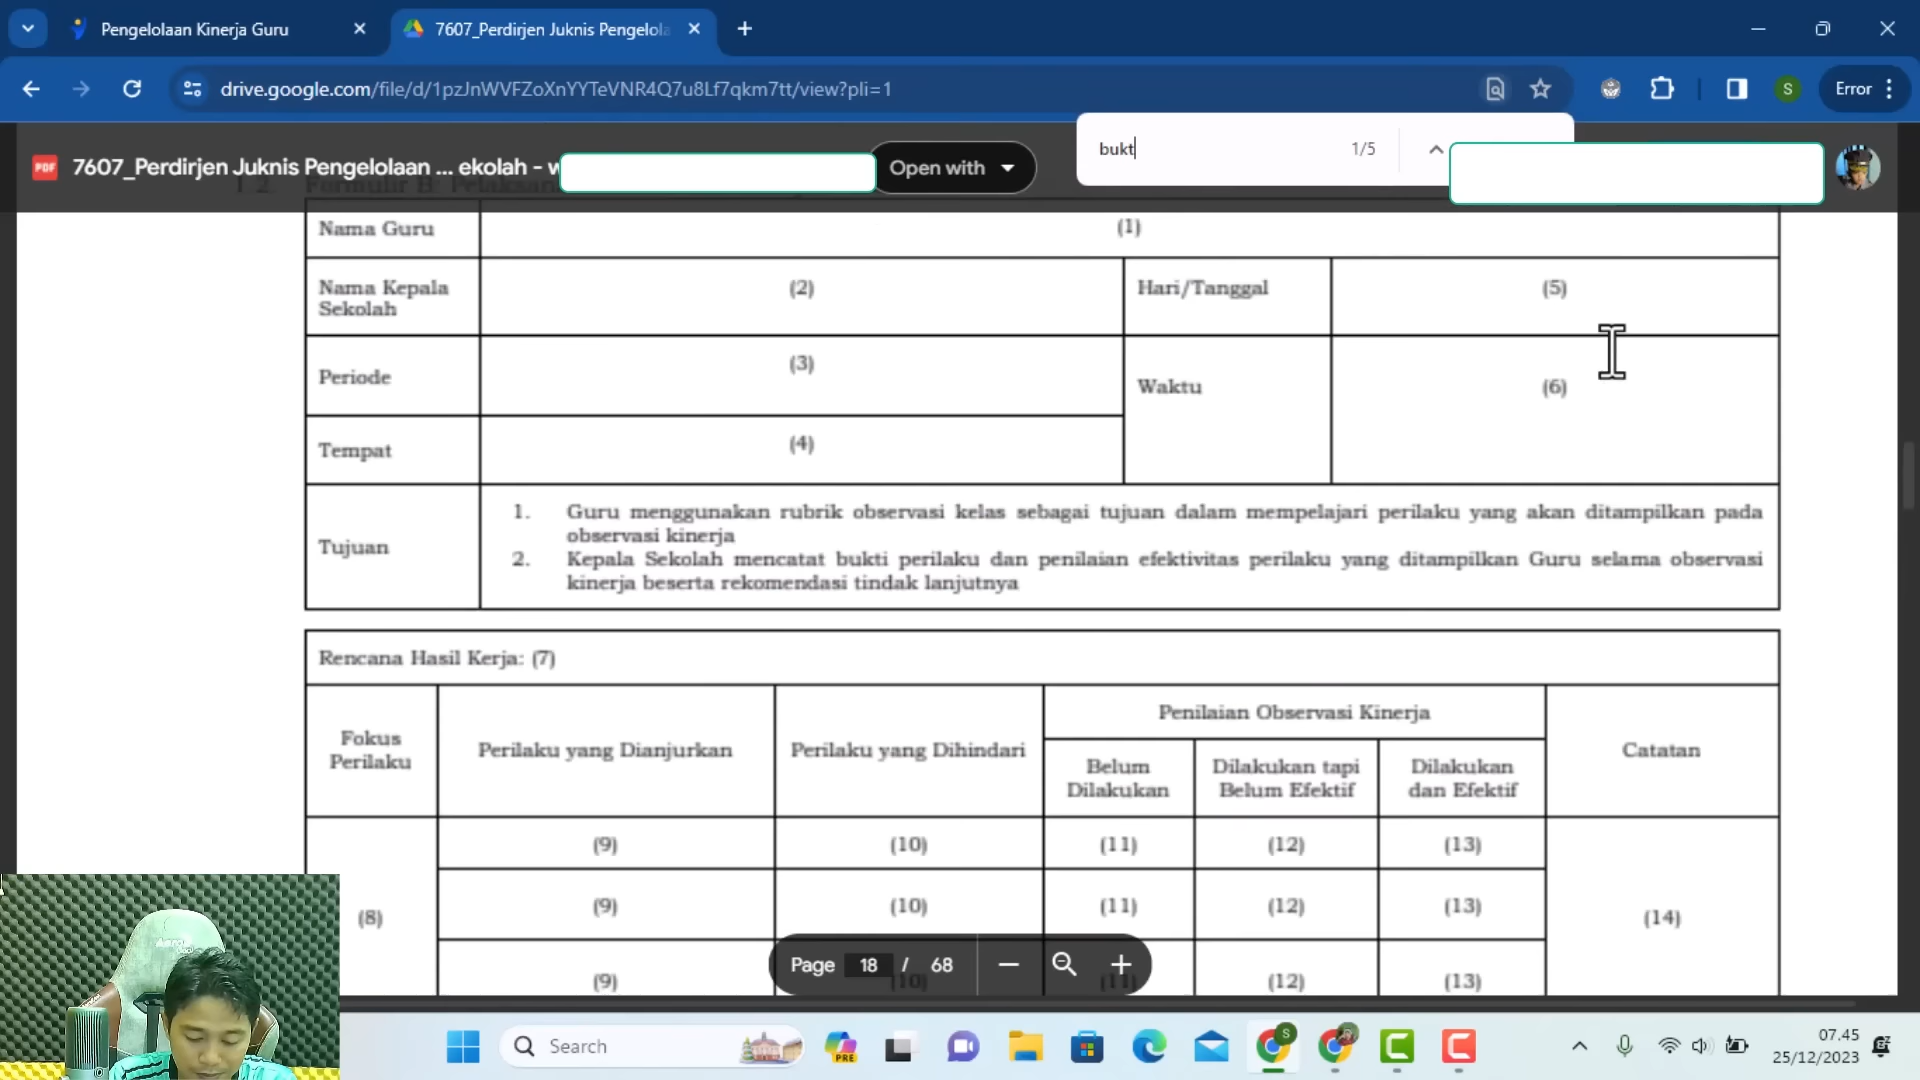 Pengelolaan Kinerja Guru
7607_Perdirjen Juknis Pengelola
drive.google.com/file/d/1pzJnWVFZoXnYYTeVNR4Q7u8Lf7qkm7tt/view?pli=1
S
Error
bukt
1/5
PDF
7607_Perdirjen Juknis Pengelolaan ... ekolah - w
Open with
Nama Guru
(1)
Nama Kepala
Sekolah
(2)
Hari/Tanggal
(5)
Periode
(3)
Waktu
(6)
Tempat
(4)
Tujuan
1. Guru menggunakan rubrik observasi kelas sebagai tujuan dalam mempelajari perilaku yang akan ditampilkan pada
observasi kinerja
2. Kepala Sekolah mencatat bukti perilaku dan penilaian efektivitas perilaku yang ditampilkan Guru selama observasi
kinerja beserta rekomendasi tindak lanjutnya
Rencana Hasil Kerja: (7)
Fokus
Perilaku
Perilaku yang Dianjurkan
Perilaku yang Dihindari
Penilaian Observasi Kinerja
Belum
Dilakukan
Dilakukan tapi
Belum Efektif
Dilakukan
dan Efektif
Catatan
(8)
(9) (10) (11) (12) (13)
(9) (10) (11) (12) (13)
(14)
(9) (10) (11) (12) (13)
Page 18 / 68
Search
PRE
S
07.45
25/12/2023